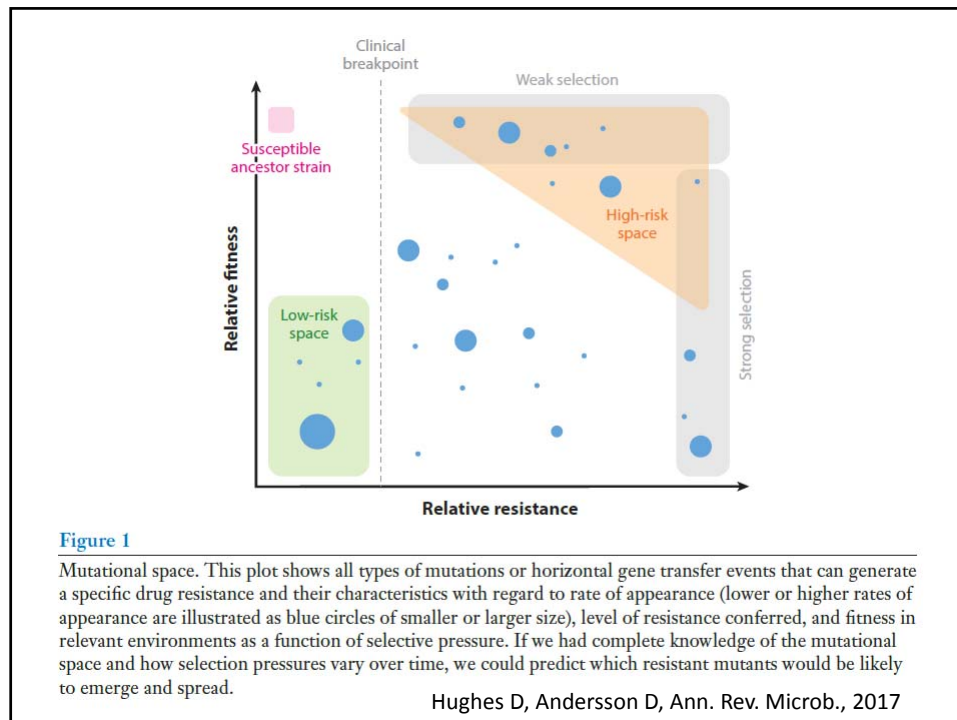 Clinical
breakpoint
Weak selection
Susceptible
ancestor strain
High-risk
space
Relative fitness
Low-risk
space
Strong selection
Relative resistance
Figure 1
Mutational space. This plot shows all types of mutations or horizontal gene transfer events that can generate
a specific drug resistance and their characteristics with regard to rate of appearance (lower or higher rates of
appearance are illustrated as blue circles of smaller or larger size), level of resistance conferred, and fitness in
relevant environments as a function of selective pressure. If we had complete knowledge of the mutational
space and how selection pressures vary over time, we could predict which resistant mutants would be likely
to emerge and spread.
Hughes D, Andersson D, Ann. Rev. Microb., 2017